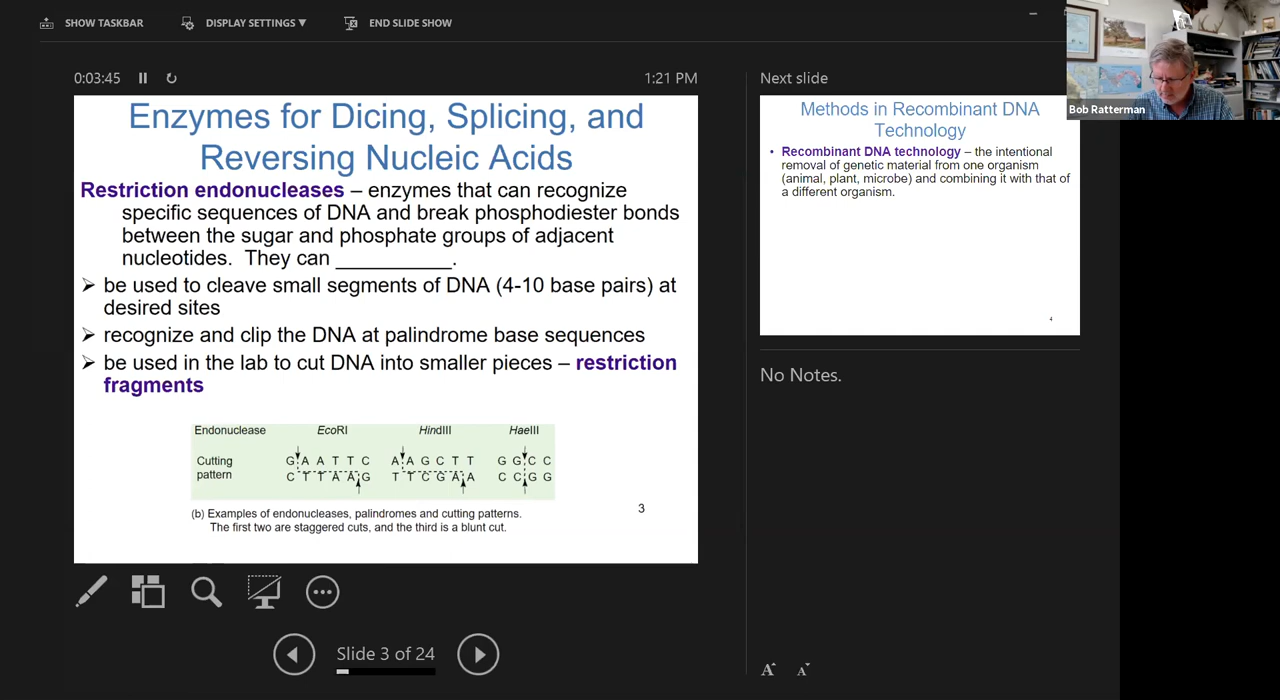 SHOW TASKBAR
DISPLAY SETTINGS ▼
END SLIDE SHOW
0:03:45
1:21 PM
Enzymes for Dicing, Splicing, and
Reversing Nucleic Acids
Restriction endonucleases – enzymes that can recognize
specific sequences of DNA and break phosphodiester bonds
between the sugar and phosphate groups of adjacent
nucleotides. They can __________.
➢ be used to cleave small segments of DNA (4-10 base pairs) at
desired sites
➢ recognize and clip the DNA at palindrome base sequences
➢ be used in the lab to cut DNA into smaller pieces – restriction
fragments
Endonuclease EcoRI HindIII HaeIII
Cutting
pattern
G A A T T C
C T T A A G
A A G C T T
T T C G A A
G G C C
C C G G
(b) Examples of endonucleases, palindromes and cutting patterns.
The first two are staggered cuts, and the third is a blunt cut.
3
Slide 3 of 24
Next slide
Methods in Recombinant DNA
Technology
• Recombinant DNA technology – the intentional
removal of genetic material from one organism
(animal, plant, microbe) and combining it with that of
a different organism.
4
No Notes.
A A
Bob Ratterman